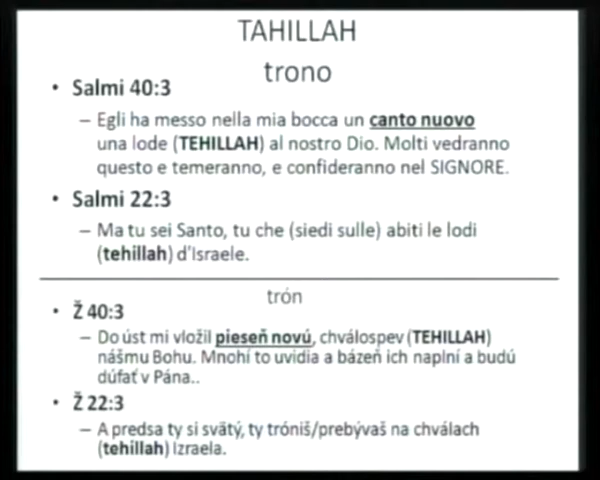 TAHILLAH
trono
• Salmi 40:3
– Egli ha messo nella mia bocca un canto nuovo
una lode (TEHILLAH) al nostro Dio. Molti vedranno
questo e temeranno, e confideranno nel SIGNORE.
• Salmi 22:3
– Ma tu sei Santo, tu che (siedi sulle) abiti le lodi
(tehillah) d'Israele.
trón
• Ž 40:3
– Do úst mi vložil pieseň novú, chválospev (TEHILLAH)
nášmu Bohu. Mnohí to uvidia a bázeň ich naplní a budú
dúfať v Pána..
• Ž 22:3
– A predsa ty si svätý, ty tróniš/prebývaš na chválach
(tehillah) Izraela.